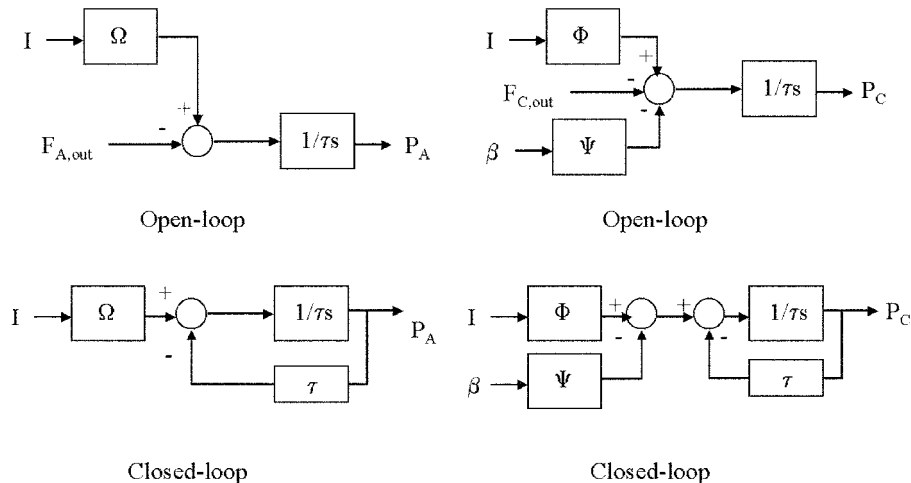 I Ω
+
-
F_A,out 1/τs P_A
Open-loop
I Φ
+
-
F_C,out 1/τs P_C
-
β Ψ
Open-loop
I Ω + 1/τs P_A
-
τ
Closed-loop
I Φ + + 1/τs P_C
- -
β Ψ τ
Closed-loop